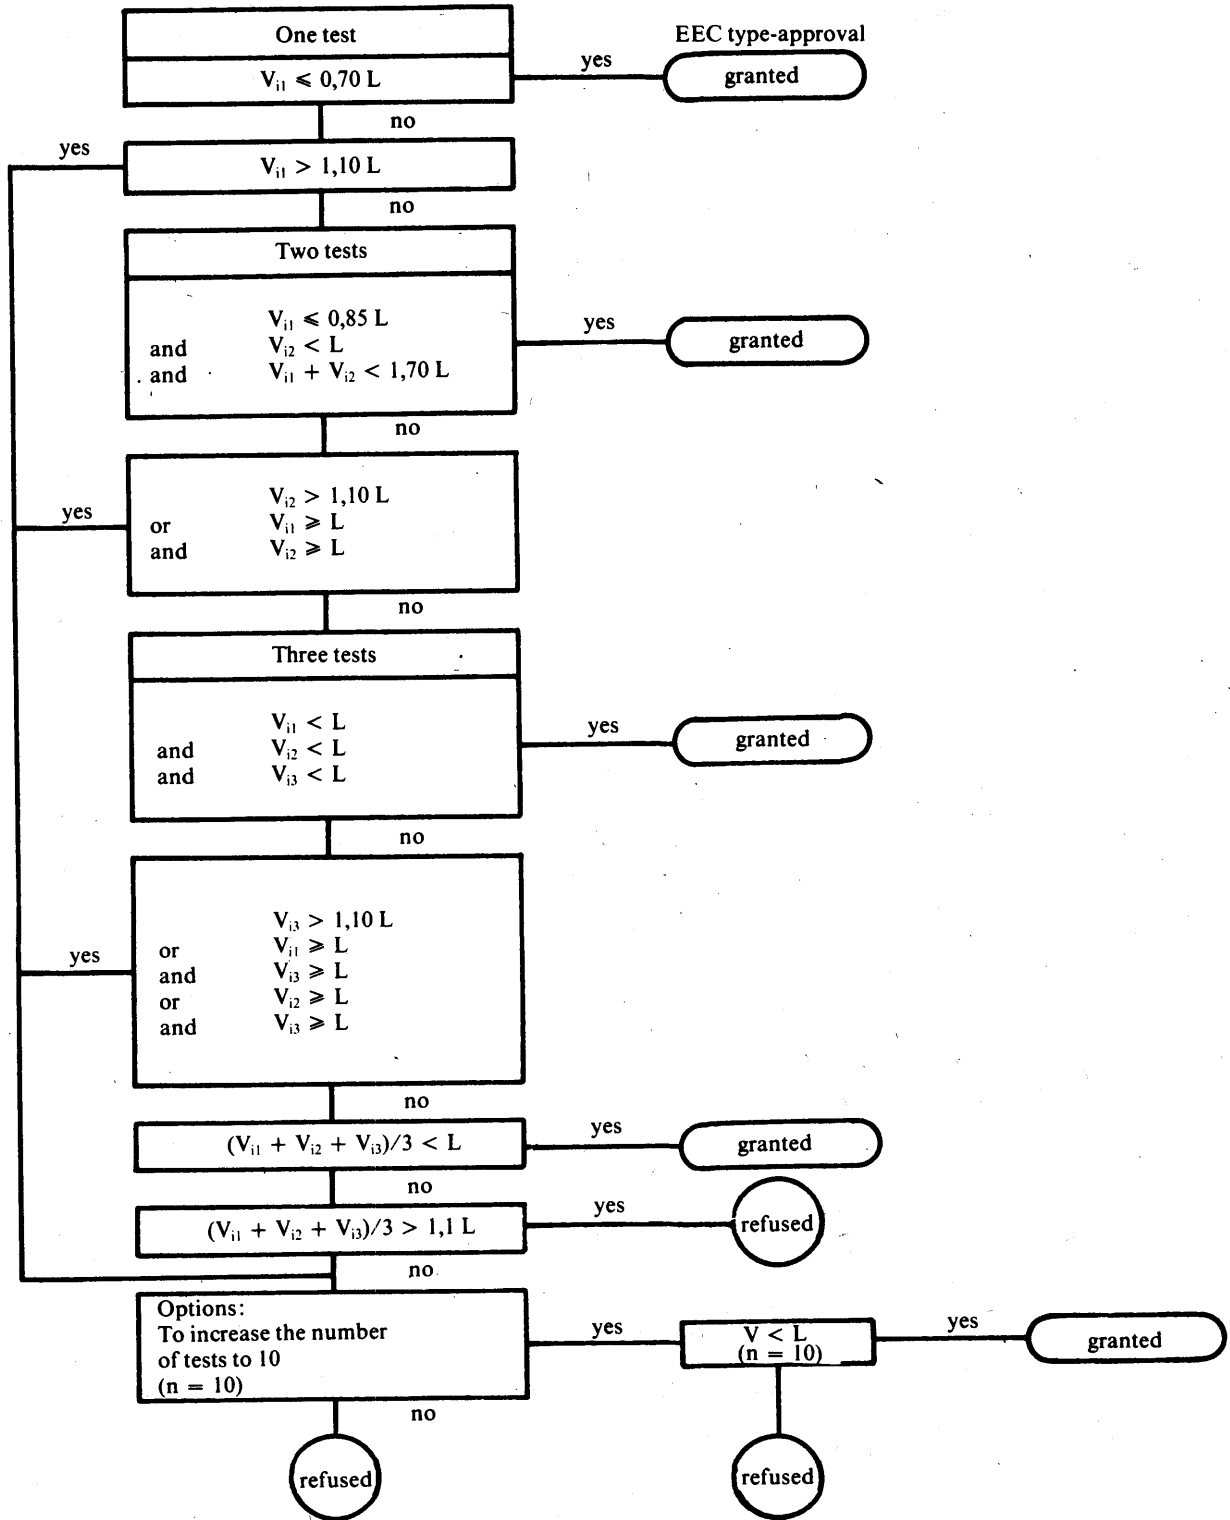 One test
EEC type-approval
V_i1 ⩽ 0,70 L
yes
granted
no
yes
V_i1 > 1,10 L
no
Two tests
V_i1 ⩽ 0,85 L
and V_i2 < L
and V_i1 + V_i2 < 1,70 L
yes
granted
no
yes
V_i2 > 1,10 L
or V_i1 ⩾ L
and V_i2 ⩾ L
no
Three tests
V_i1 < L
and V_i2 < L
and V_i3 < L
yes
granted
no
yes
V_i3 > 1,10 L
or V_i1 ⩾ L
and V_i3 ⩾ L
or V_i2 ⩾ L
and V_i3 ⩾ L
no
(V_i1 + V_i2 + V_i3)/3 < L
yes
granted
no
(V_i1 + V_i2 + V_i3)/3 > 1,1 L
yes
refused
no
Options:
To increase the number
of tests to 10
(n = 10)
yes
V < L
(n = 10)
yes
granted
no
refused
refused